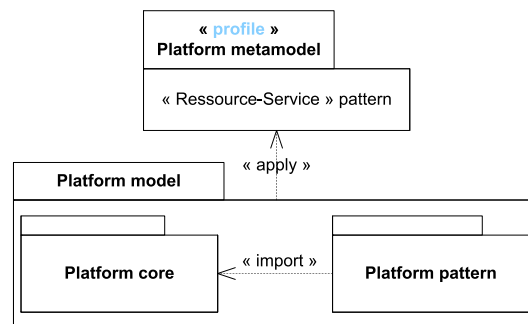 « profile »
Platform metamodel
« Ressource-Service » pattern
« apply »
Platform model
« import »
Platform core
Platform pattern